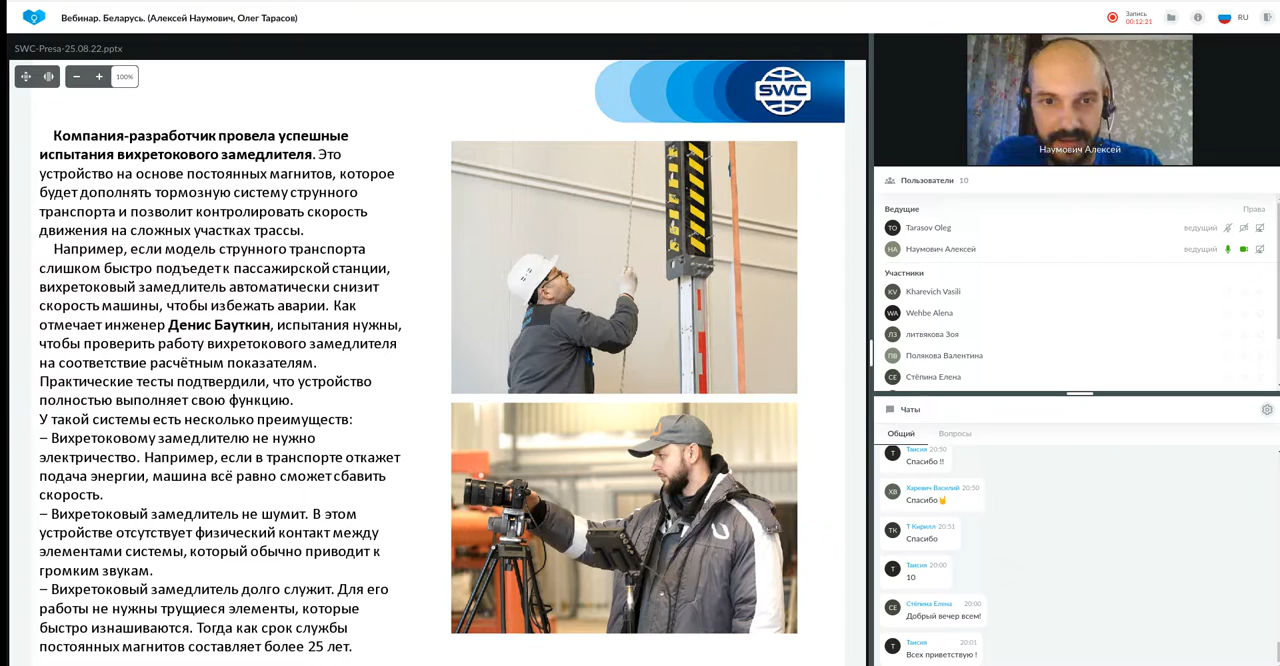 Вебинар. Беларусь. (Алексей Наумович, Олег Тарасов)
Запись
00:12:21
RU
SWC-Presa-25.08.22.pptx
100%
SWC
Компания-разработчик провела успешные
испытания вихретокового замедлителя. Это
устройство на основе постоянных магнитов, которое
будет дополнять тормозную систему струнного
транспорта и позволит контролировать скорость
движения на сложных участках трассы.
Например, если модель струнного транспорта
слишком быстро подъедет к пассажирской станции,
вихретоковый замедлитель автоматически снизит
скорость машины, чтобы избежать аварии. Как
отмечает инженер Денис Бауткин, испытания нужны,
чтобы проверить работу вихретокового замедлителя
на соответствие расчётным показателям.
Практические тесты подтвердили, что устройство
полностью выполняет свою функцию.
У такой системы есть несколько преимуществ:
– Вихретоковому замедлителю не нужно
электричество. Например, если в транспорте откажет
подача энергии, машина всё равно сможет сбавить
скорость.
– Вихретоковый замедлитель не шумит. В этом
устройстве отсутствует физический контакт между
элементами системы, который обычно приводит к
громким звукам.
– Вихретоковый замедлитель долго служит. Для его
работы не нужны трущиеся элементы, которые
быстро изнашиваются. Тогда как срок службы
постоянных магнитов составляет более 25 лет.
Наумович Алексей
Пользователи 10
Ведущие Права
TO Tarasov Oleg ведущий
НА Наумович Алексей ведущий
Участники
KV Kharevich Vasili
WA Wehbe Alena
ЛЗ литвякова Зоя
ПВ Полякова Валентина
СЕ Стёпина Елена
Чаты
Общий Вопросы
Т Таисия 20:50
Спасибо !!
ХВ Харевич Василий 20:50
Спасибо🤘
ТК Т Кирилл 20:51
Спасибо
Т Таисия 20:00
10
СЕ Стёпина Елена 20:00
Добрый вечер всем!
Т Таисия 20:01
Всех приветствую !